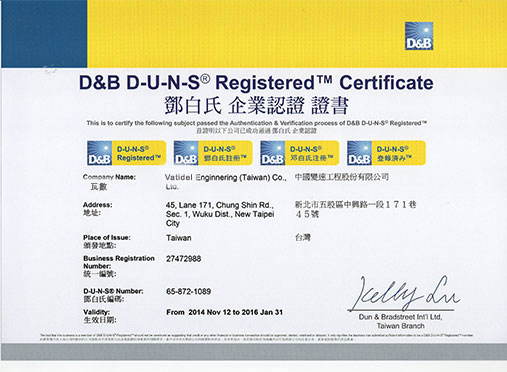 D&B
D&B D-U-N-S® Registered™ Certificate
鄧白氏 企業認證 證書
This is to certify the following subject passed the Authentication & Verification process of D&B D-U-N-S® Registered™
茲證明以下公司已成功通過 鄧白氏 企業認證
D&B D-U-N-S® Registered™
D&B D-U-N-S® 鄧白氏註冊™
D&B D-U-N-S® 邓白氏注册™
D&B D-U-N-S® 登録済み™
Company Name: Vatidel Enginnering (Taiwan) Co., 中國變速工程股份有限公司
瓦數 Ltd.
Address: 45, Lane 171, Chung Shin Rd., 新北市五股區中興路一段171巷
地址: Sec. 1, Wuku Dist., New Taipei 45號
City
Place of Issue: Taiwan 台灣
頒發地點:
Business Registration 27472988
Number:
統一編號:
D-U-N-S® Number: 65-872-1089
鄧白氏編碼:
Validity: From 2014 Nov 12 to 2016 Jan 31
生效日期:
Kelly Lu
Dun & Bradstreet Int'l Ltd,
Taiwan Branch